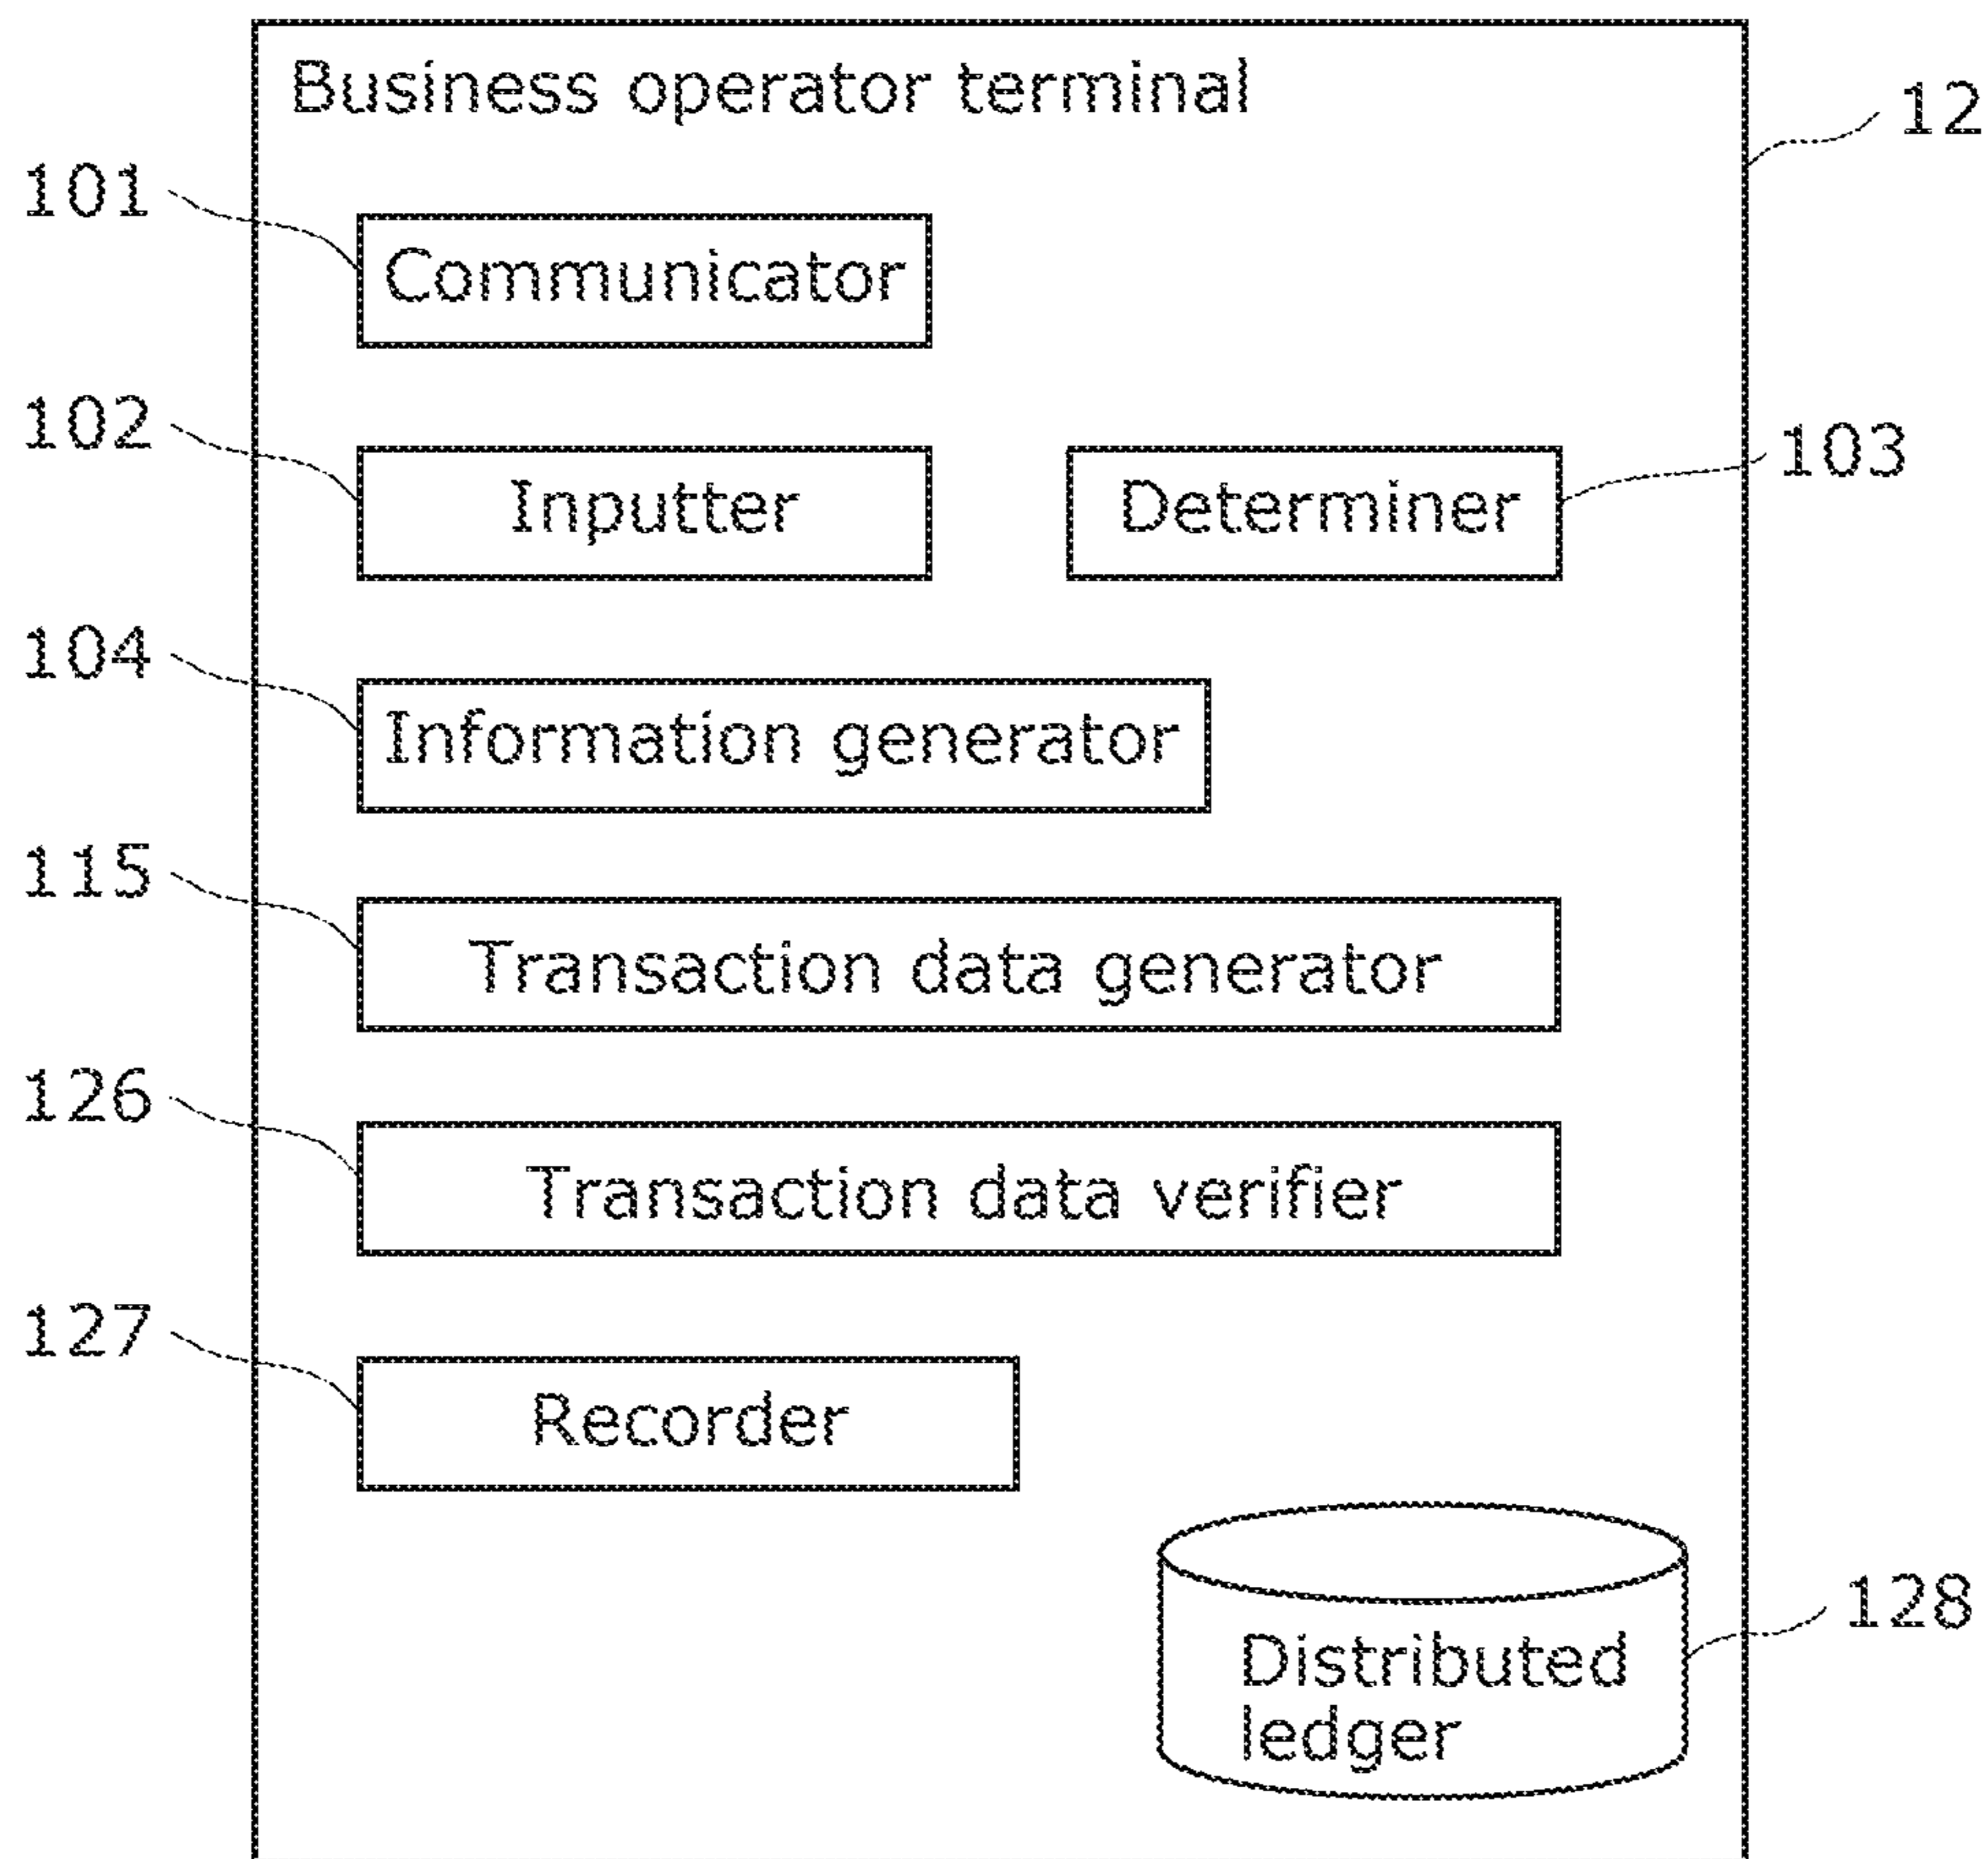 Business operator terminal
12
101
Communicator
102
Inputter
Determiner
103
104
Information generator
115
Transaction data generator
126
Transaction data verifier
127
Recorder
Distributed
ledger
128